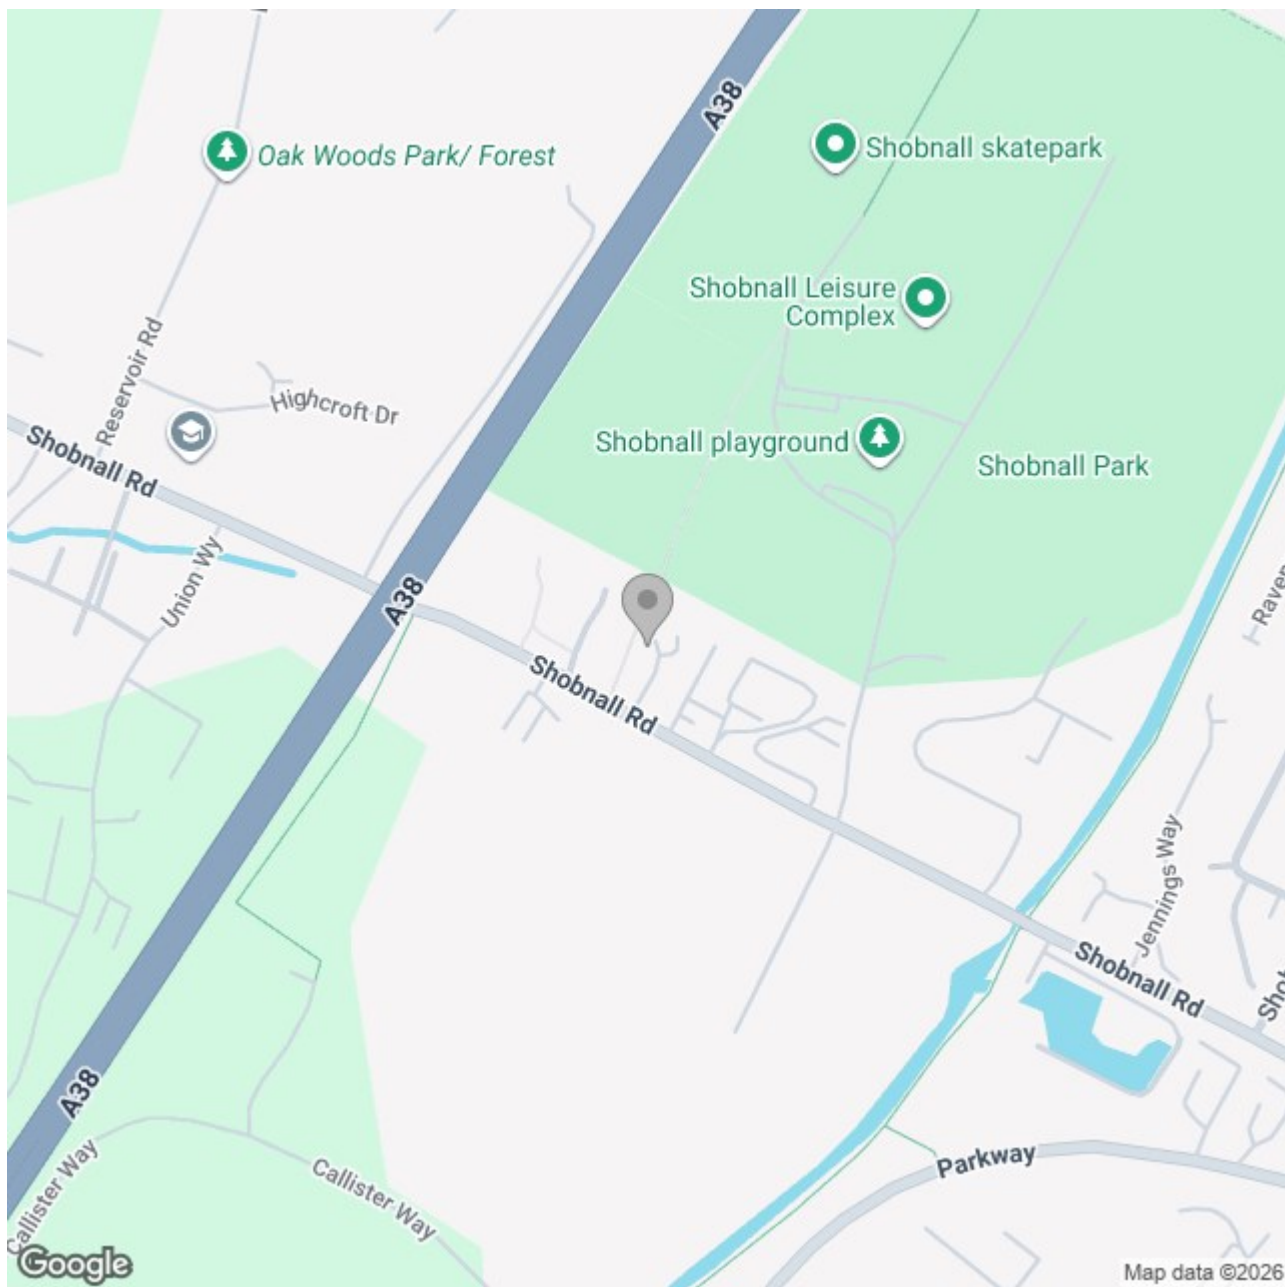 A38
Oak Woods Park/ Forest
Shobnall skatepark
Shobnall Leisure
Complex
Reservoir Rd
Highcroft Dr
Shobnall Rd
Shobnall playground
Shobnall Park
Union Wy
A38
Raven
Shobnall Rd
Jennings Way
Shobnall Rd
Shob
A38
Parkway
Callister Way
Callister Way
Google
Map data ©2026